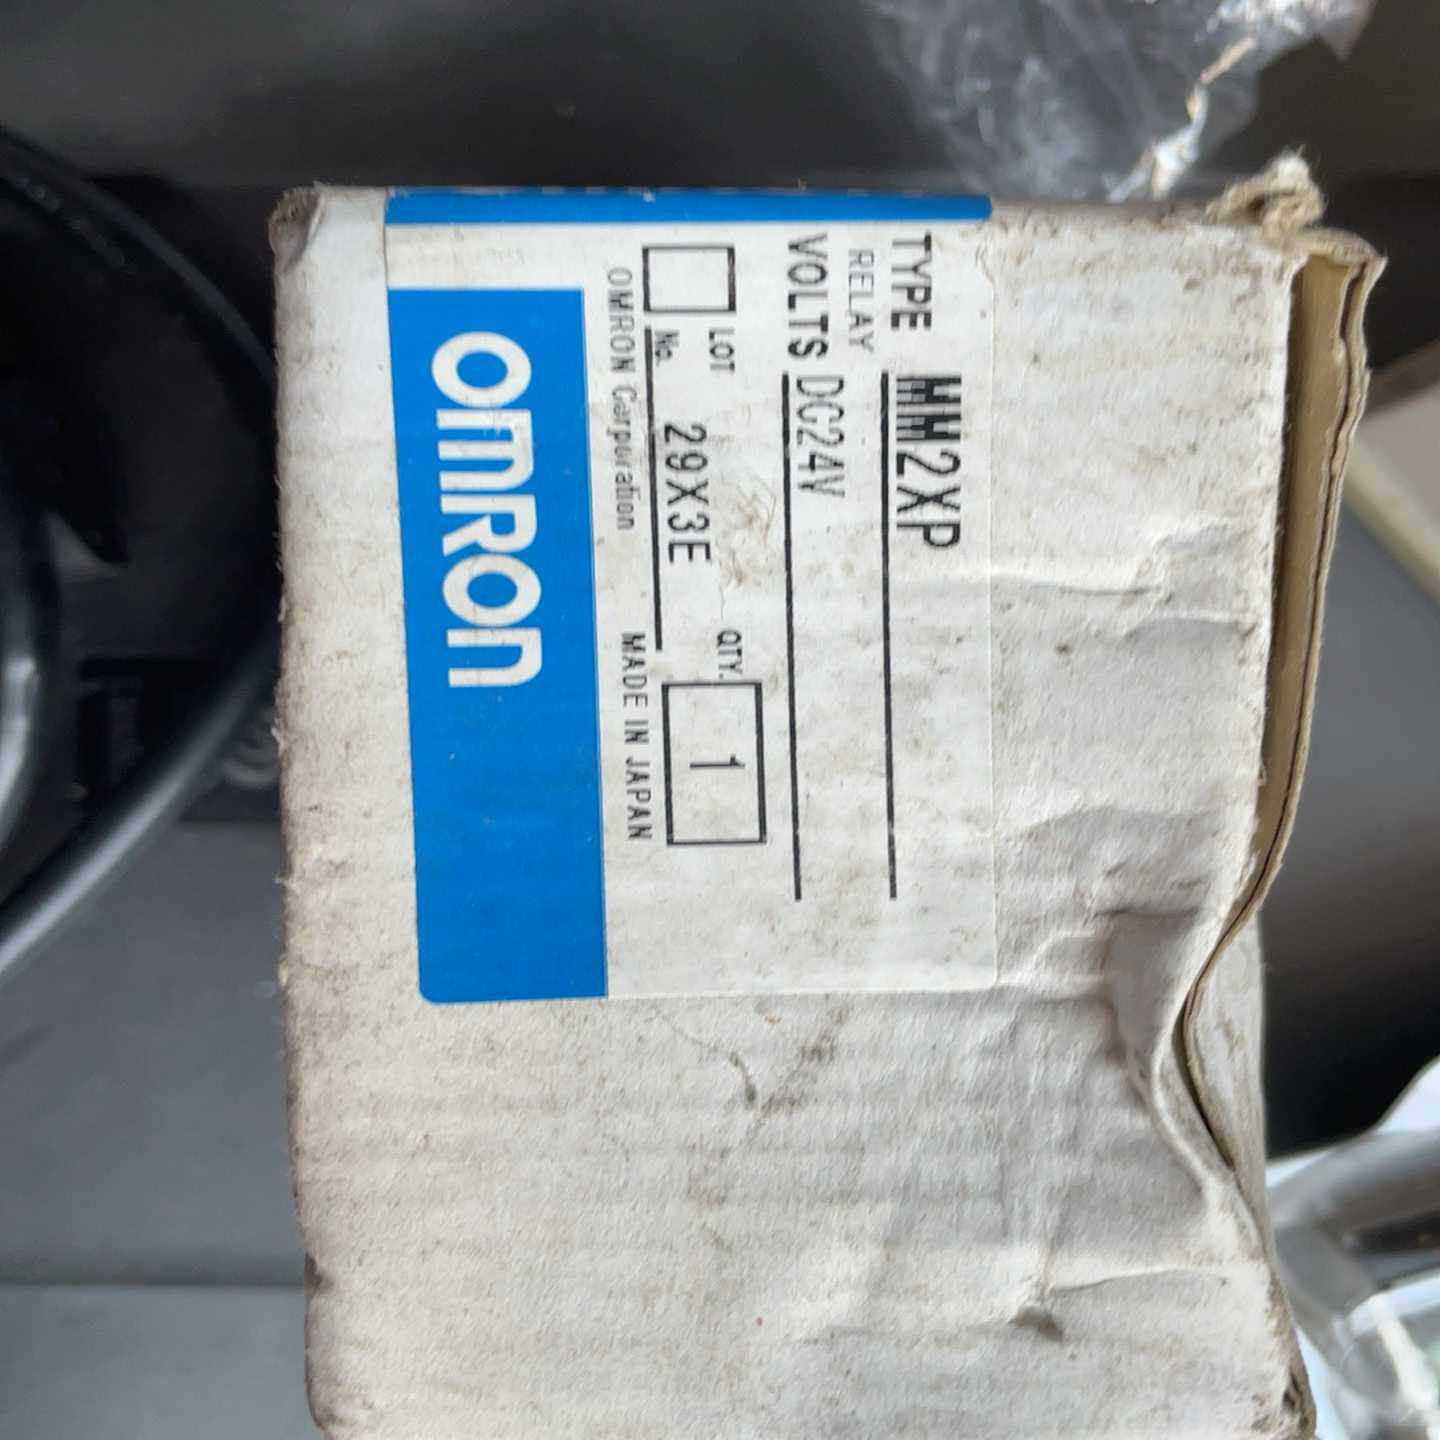 TYPE MM2XP
RELAY
VOLTS DC24V
LOT No. 29X3E QTY. 1
OMRON Corporation MADE IN JAPAN
OMRON